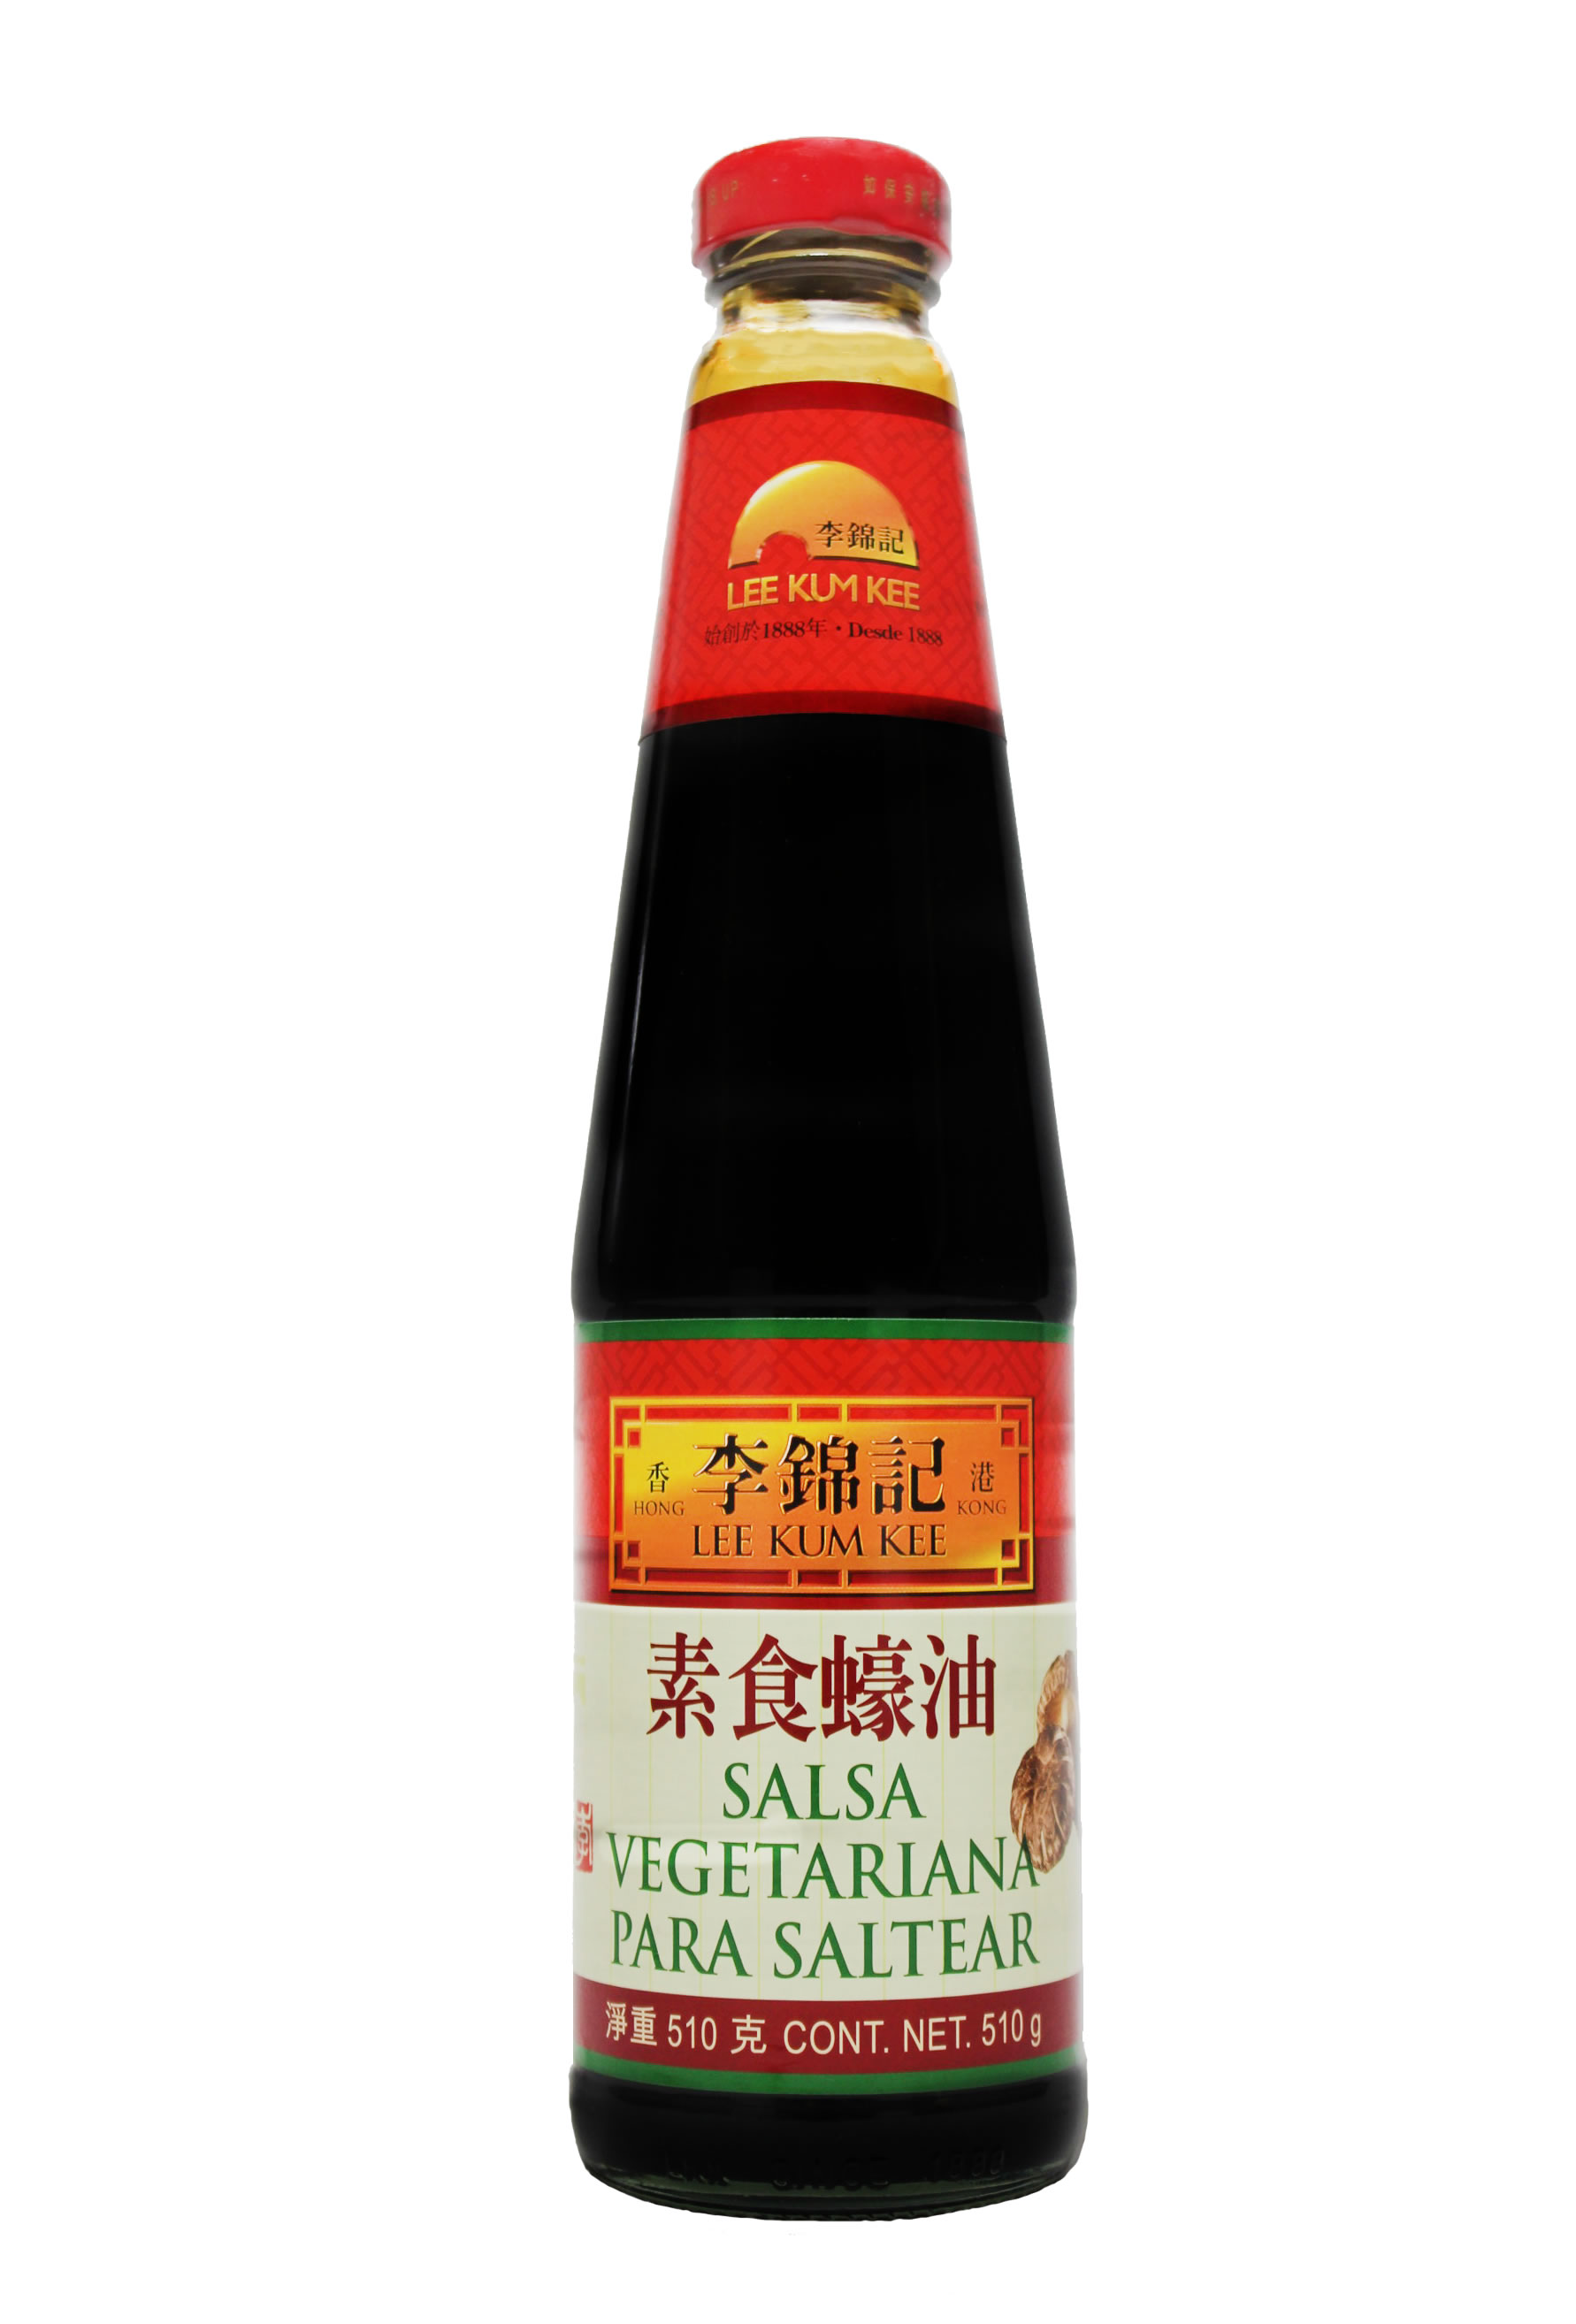 李錦記
LEE KUM KEE
始創於1888年・Desde 1888
香 李錦記 港
HONG KONG
LEE KUM KEE
素食蠔油
SALSA
VEGETARIANA
PARA SALTEAR
淨重 510 克 CONT. NET. 510 g